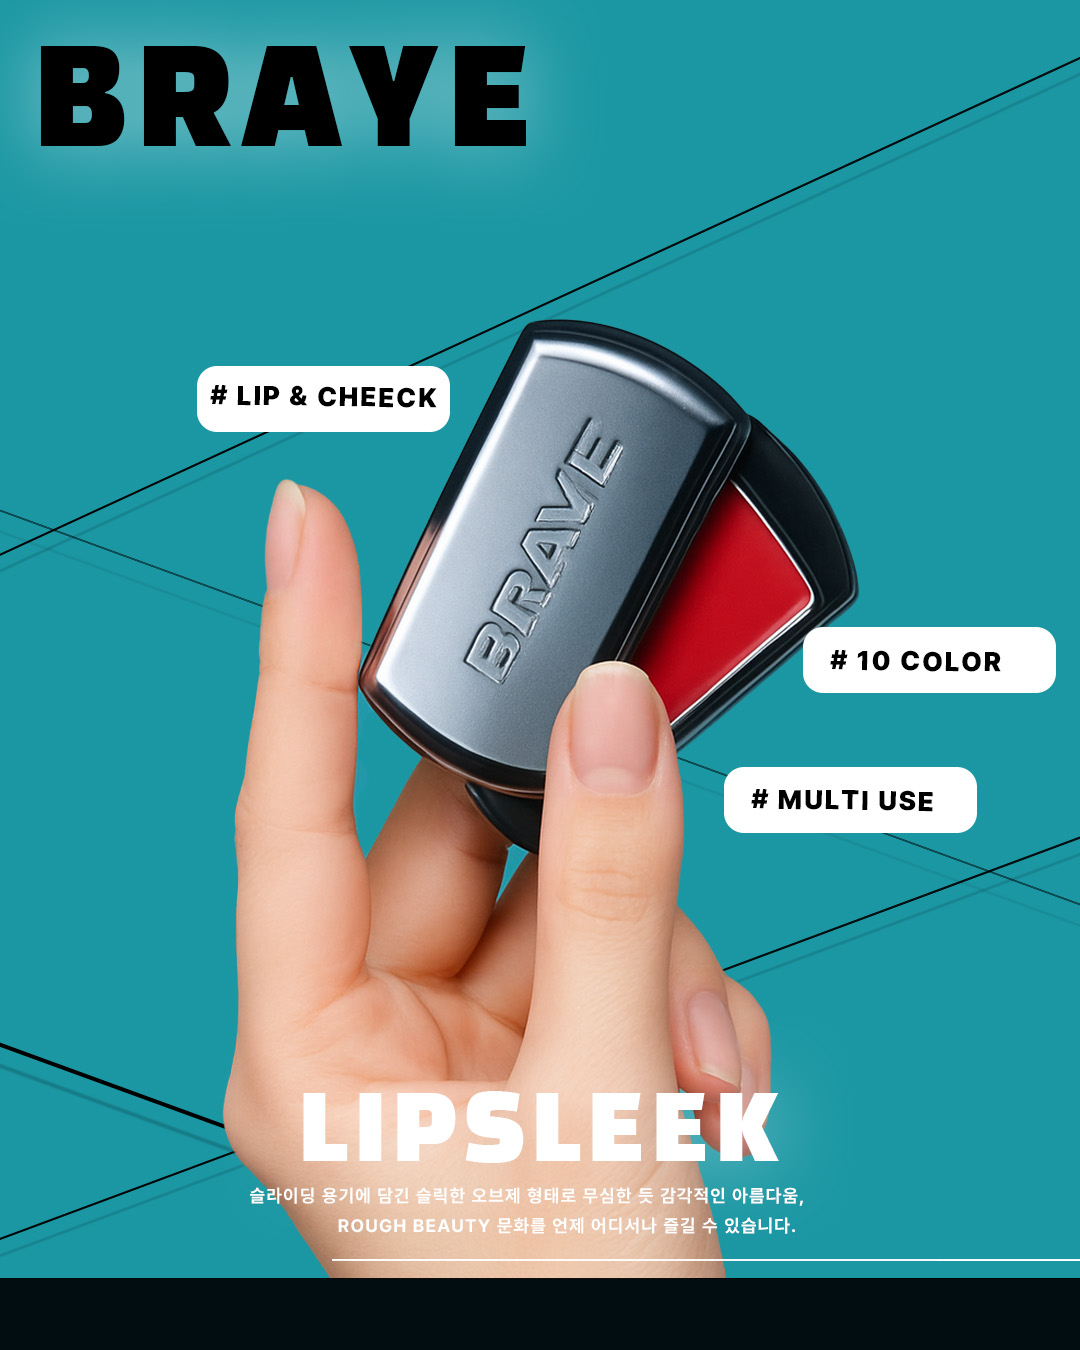 BRAYE
# LIP & CHEECK
BRAVE
# 10 COLOR
# MULTI USE
LIPSLEEK
슬라이딩 용기에 담긴 슬릭한 오브제 형태로 무심한 듯 감각적인 아름다움,
ROUGH BEAUTY 문화를 언제 어디서나 즐길 수 있습니다.